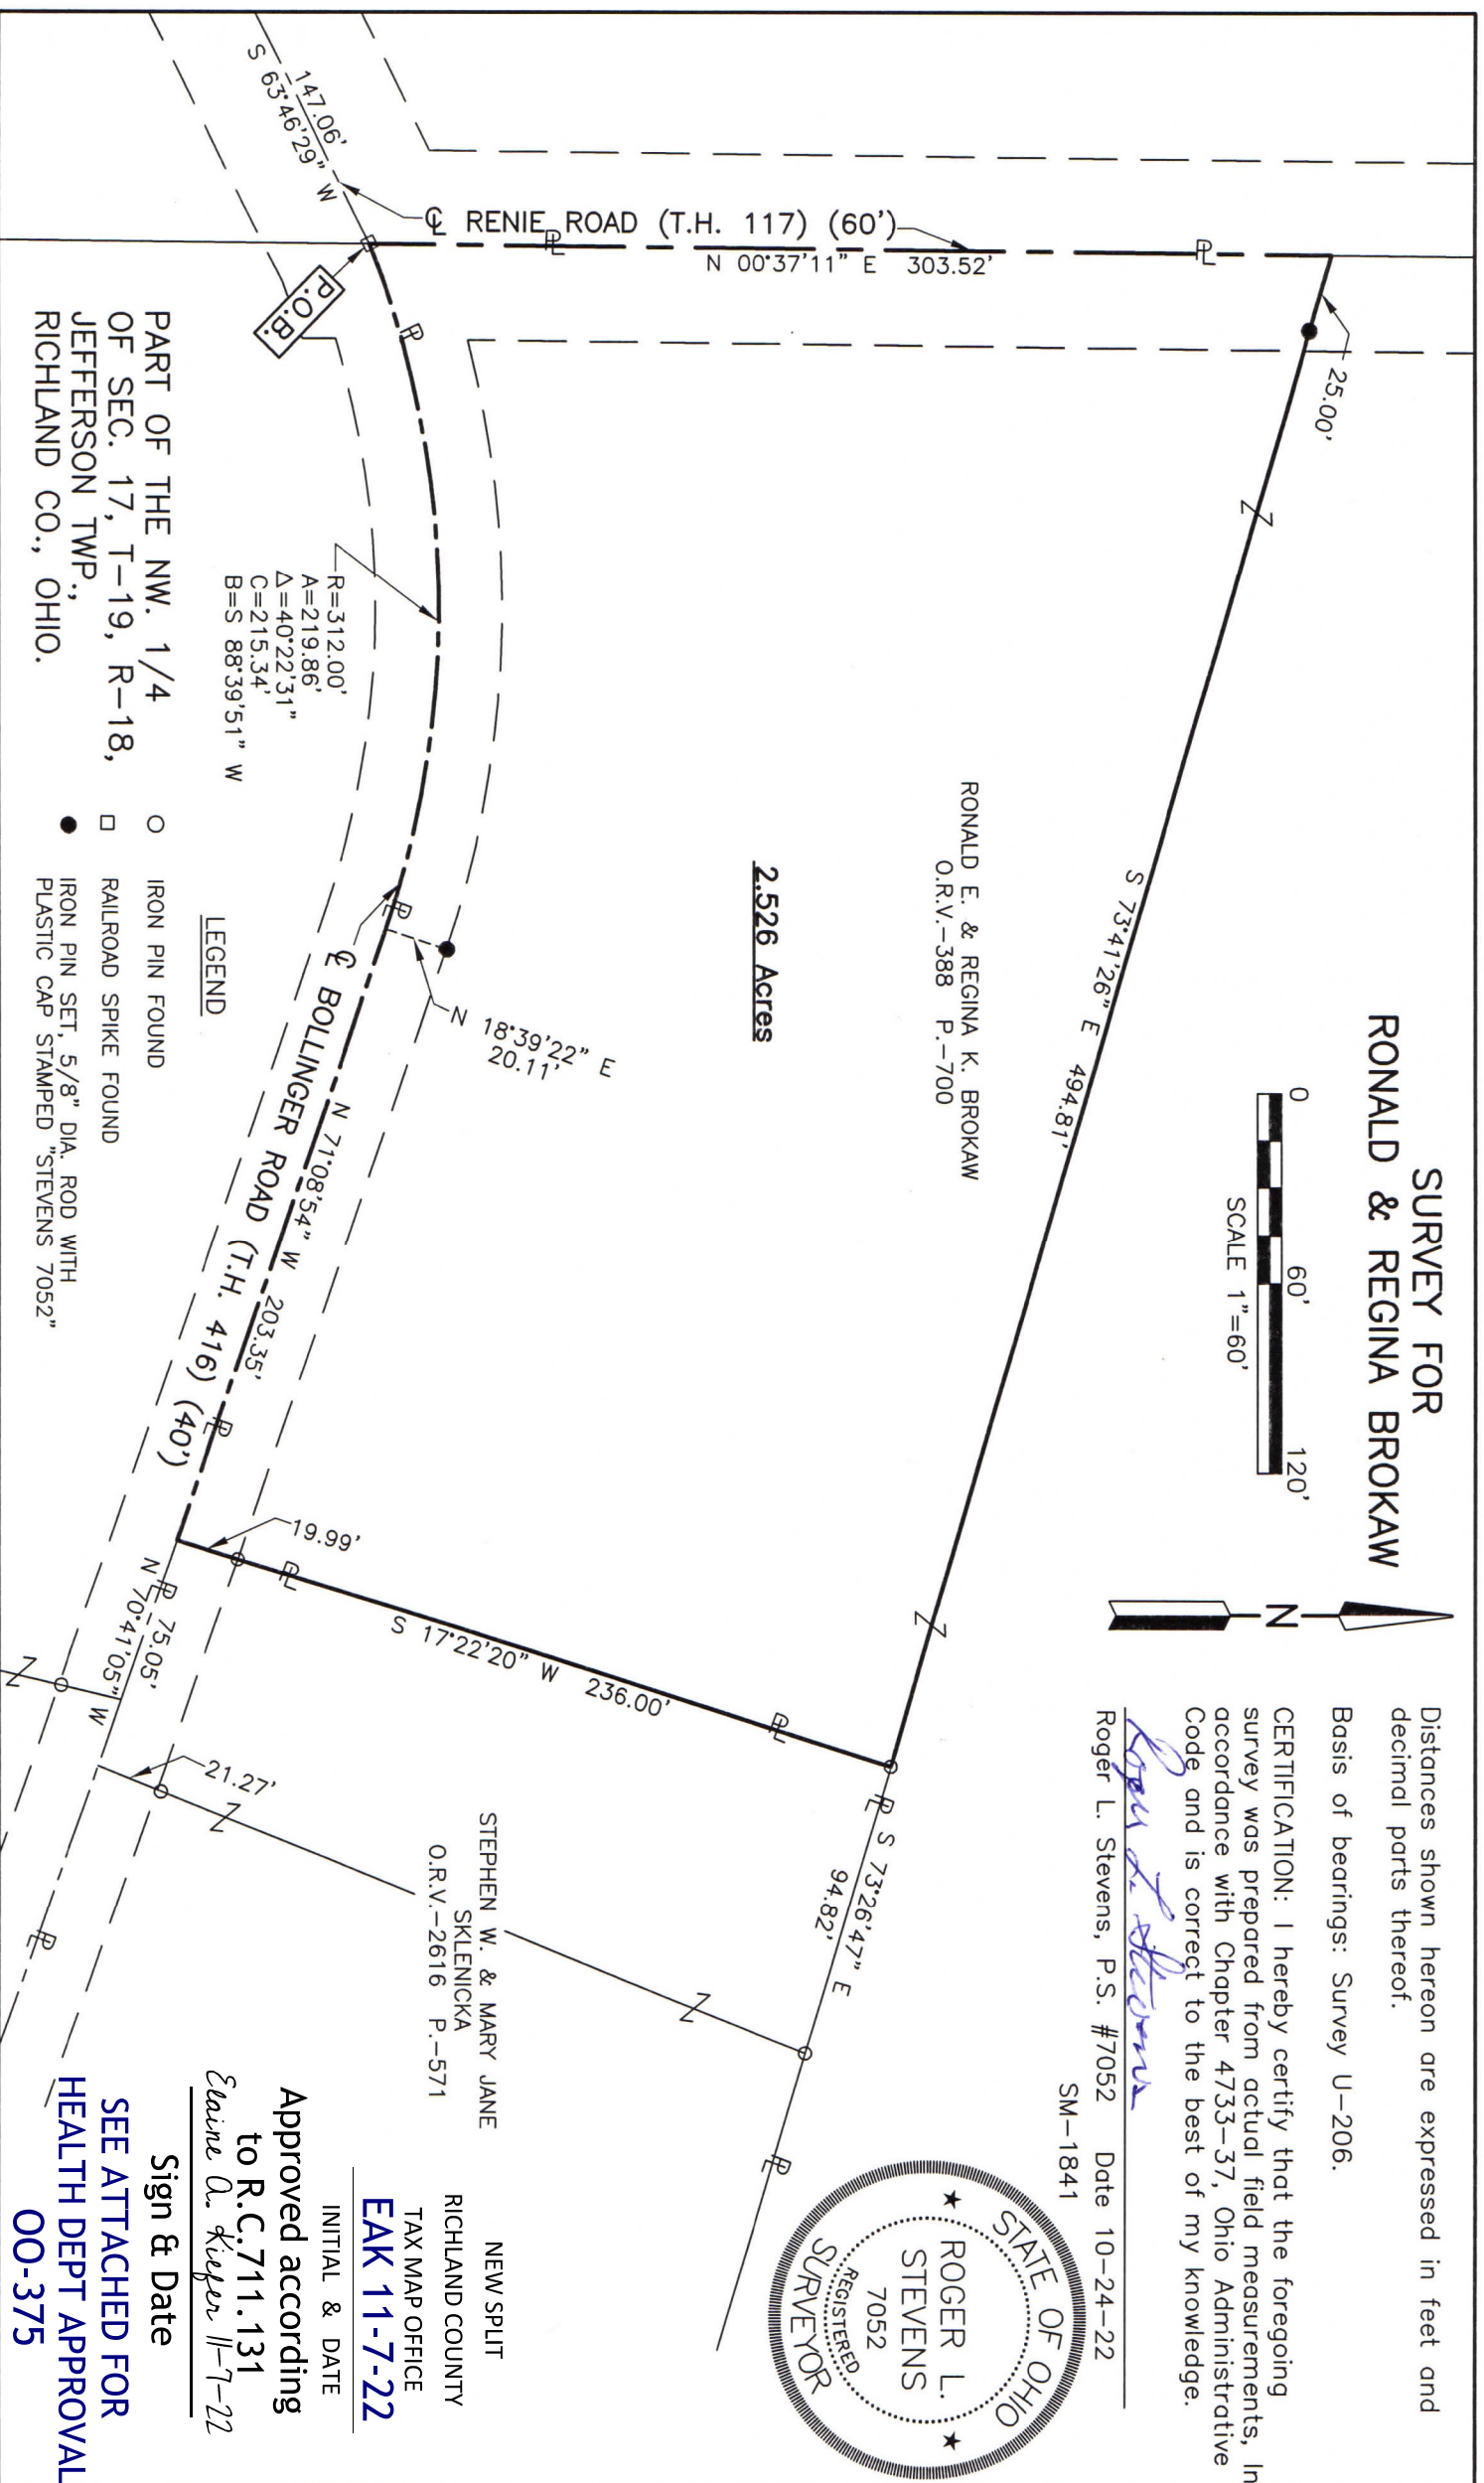 SURVEY FOR
RONALD & REGINA BROKAW
0 60' 120'
SCALE 1"=60'
N
Distances shown hereon are expressed in feet and
decimal parts thereof.
Basis of bearings: Survey U-206.
CERTIFICATION: I hereby certify that the foregoing
survey was prepared from actual field measurements, In
accordance with Chapter 4733-37, Ohio Administrative
Code and is correct to the best of my knowledge.
Roger L. Stevens
Roger L. Stevens, P.S. #7052 Date 10-24-22
SM-1841
STATE OF OHIO
ROGER L.
STEVENS
7052
REGISTERED
SURVEYOR
25.00'
S 73°41'26" E 494.81'
S 73°26'47" E
94.82'
℄ RENIE ROAD (T.H. 117) (60')
N 00°37'11" E 303.52'
RONALD E. & REGINA K. BROKAW
O.R.V.-388 P.-700
2.526 Acres
147.06'
S 63°46'29" W
P.O.B.
R=312.00'
A=219.86'
Δ=40°22'31"
C=215.34'
B=S 88°39'51" W
N 18°39'22" E
20.11'
℄ BOLLINGER ROAD (T.H. 416) (40')
N 71°08'54" W 203.35'
19.99'
S 17°22'20" W 236.00'
75.05'
N 70°41'05" W
21.27'
STEPHEN W. & MARY JANE
SKLENICKA
O.R.V.-2616 P.-571
PART OF THE NW. 1/4
OF SEC. 17, T-19, R-18,
JEFFERSON TWP.,
RICHLAND CO., OHIO.
LEGEND
○ IRON PIN FOUND
□ RAILROAD SPIKE FOUND
● IRON PIN SET, 5/8" DIA. ROD WITH
PLASTIC CAP STAMPED "STEVENS 7052"
NEW SPLIT
RICHLAND COUNTY
TAX MAP OFFICE
EAK 11-7-22
INITIAL & DATE
Approved according
to R.C.711.131
Elaine A. Kiefer 11-7-22
Sign & Date
SEE ATTACHED FOR
HEALTH DEPT APPROVAL
OO-375